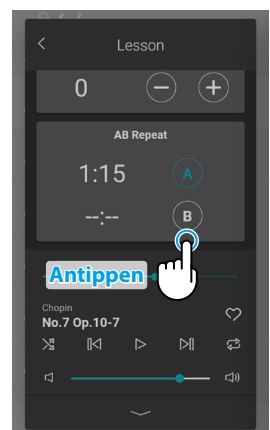 Lesson
0
AB Repeat
1:15
A
--:--
B
Antippen
Chopin
No.7 Op.10-7